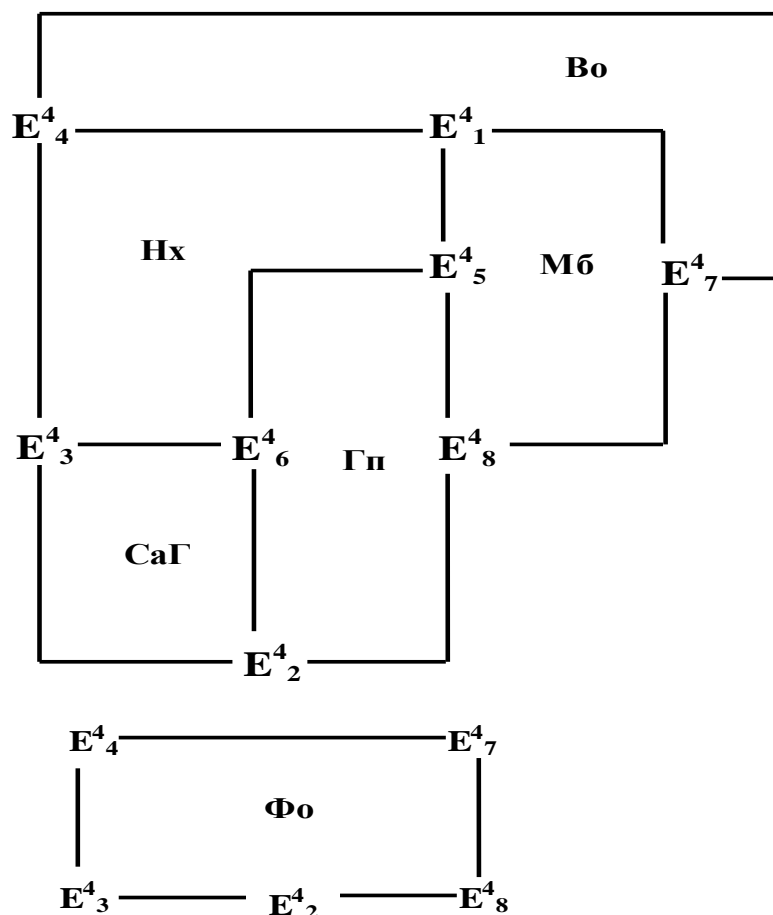 Во
E⁴₄ E⁴₁
Нх E⁴₅ Мб E⁴₇
E⁴₃ E⁴₆ Гп E⁴₈
СаГ
E⁴₂
E⁴₄ E⁴₇
Фо
E⁴₃ E⁴₂ E⁴₈